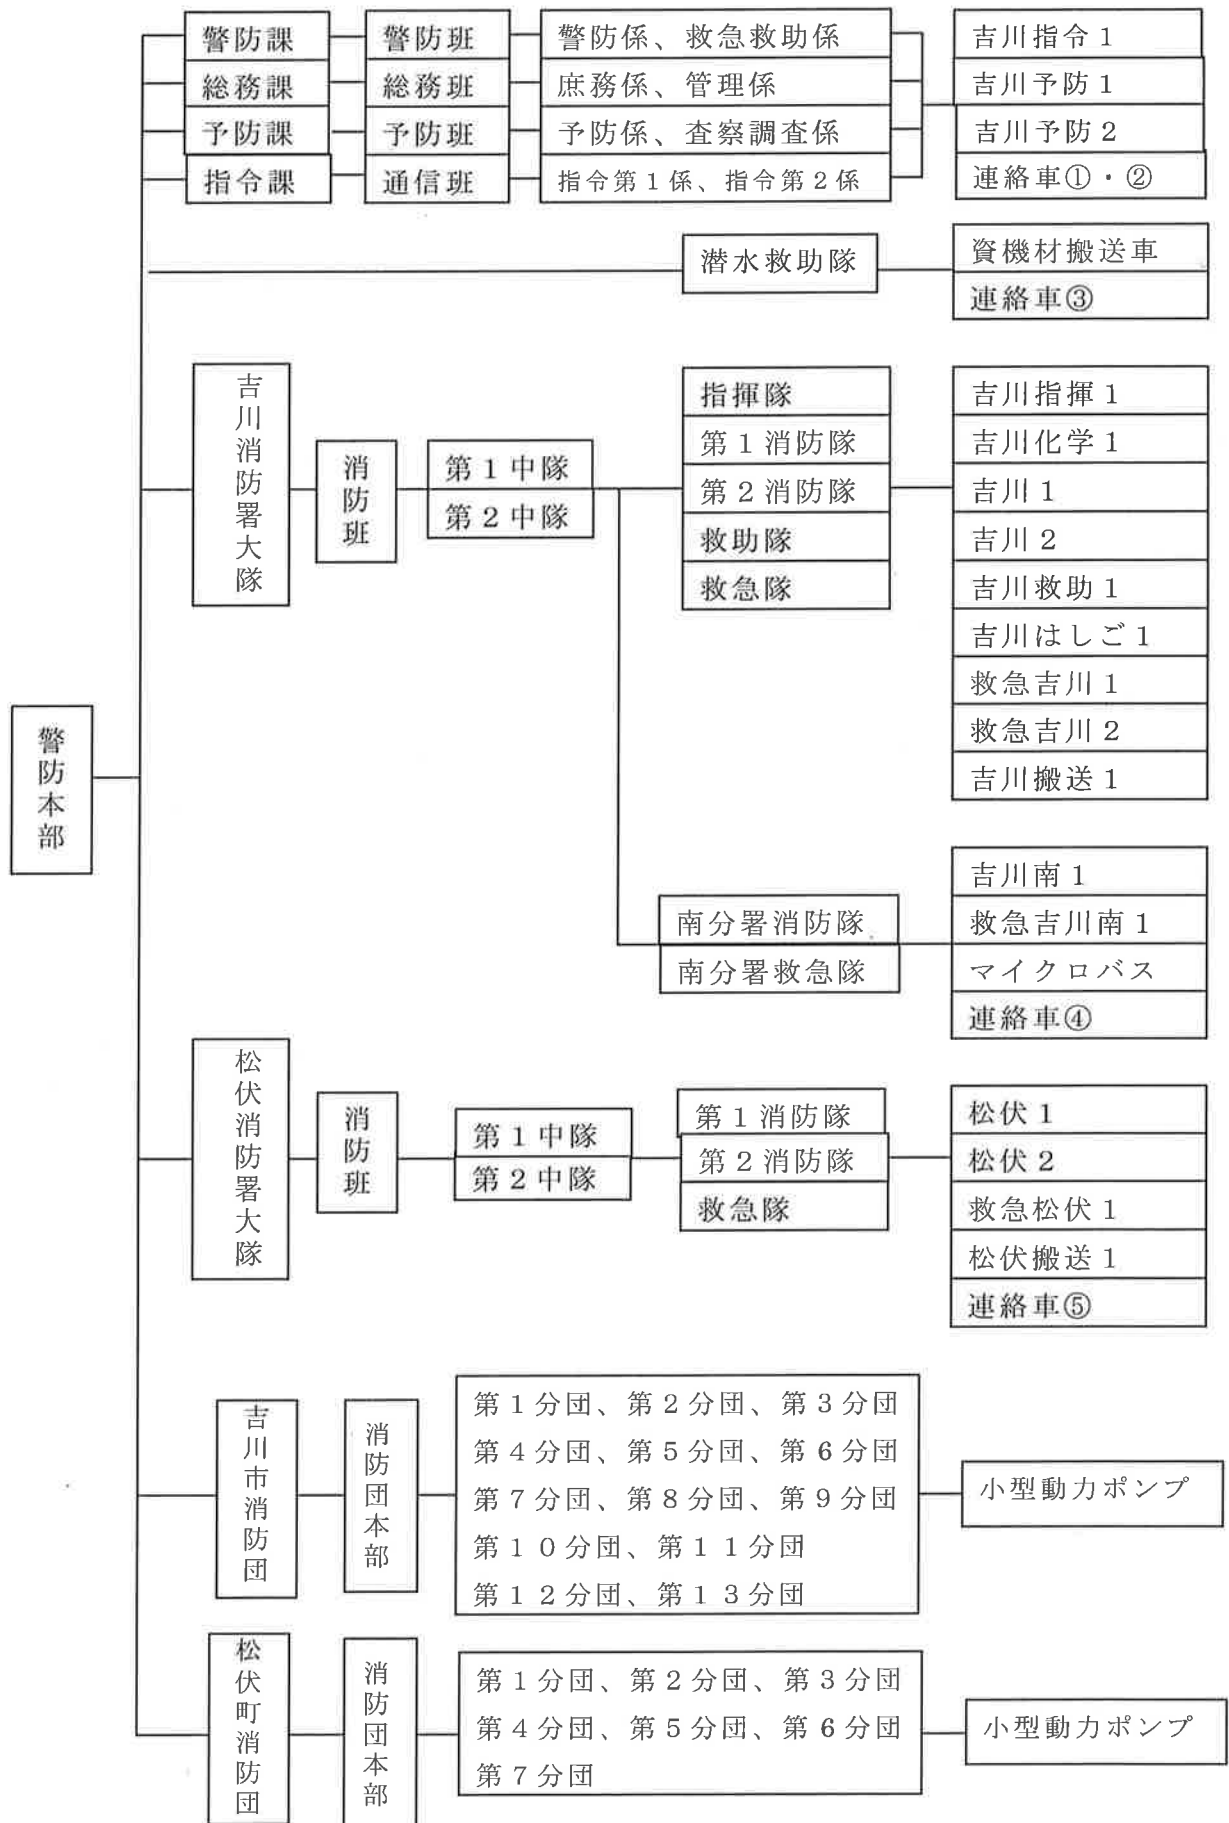 警防課 警防班 警防係、救急救助係 吉川指令1
総務課 総務班 庶務係、管理係 吉川予防1
予防課 予防班 予防係、査察調査係 吉川予防2
指令課 通信班 指令第1係、指令第2係 連絡車①・②
潜水救助隊
資機材搬送車
連絡車③
警防本部
吉川消防署大隊
消防班
第1中隊
第2中隊
指揮隊
第1消防隊
第2消防隊
救助隊
救急隊
吉川指揮1
吉川化学1
吉川1
吉川2
吉川救助1
吉川はしご1
救急吉川1
救急吉川2
吉川搬送1
南分署消防隊
南分署救急隊
吉川南1
救急吉川南1
マイクロバス
連絡車④
松伏消防署大隊
消防班
第1中隊
第2中隊
第1消防隊
第2消防隊
救急隊
松伏1
松伏2
救急松伏1
松伏搬送1
連絡車⑤
吉川市消防団
消防団本部
第1分団、第2分団、第3分団
第4分団、第5分団、第6分団
第7分団、第8分団、第9分団
第10分団、第11分団
第12分団、第13分団
小型動力ポンプ
松伏町消防団
消防団本部
第1分団、第2分団、第3分団
第4分団、第5分団、第6分団
第7分団
小型動力ポンプ